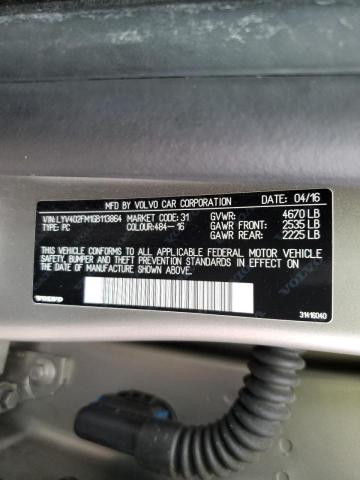 MFD BY VOLVO CAR CORPORATION DATE: 04/16
VIN: LYV402FM1GB113864 MARKET CODE: 31 GVWR: 4670 LB
TYPE: PC COLOUR: 484-16 GAWR FRONT: 2535 LB
GAWR REAR: 2225 LB
THIS VEHICLE CONFORMS TO ALL APPLICABLE FEDERAL MOTOR VEHICLE
SAFETY, BUMPER AND THEFT PREVENTION STANDARDS IN EFFECT ON
THE DATE OF MANUFACTURE SHOWN ABOVE.
VOLVO
31416040